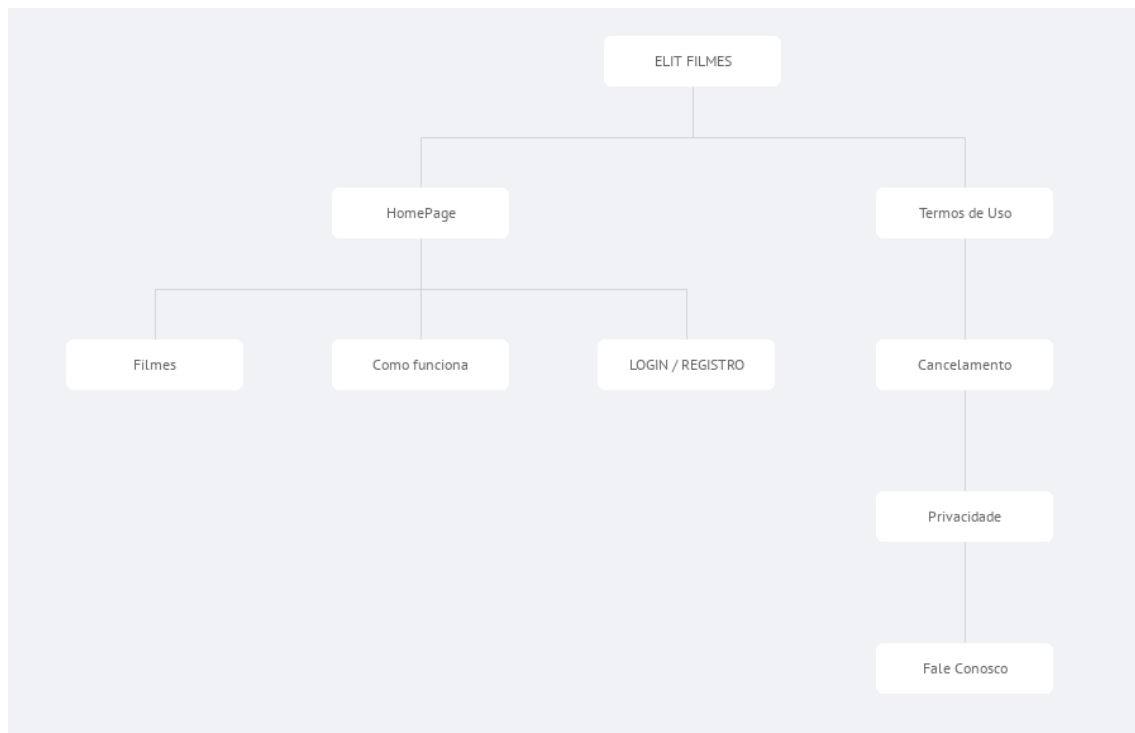 ELIT FILMES
HomePage
Termos de Uso
Filmes
Como funciona
LOGIN / REGISTRO
Cancelamento
Privacidade
Fale Conosco